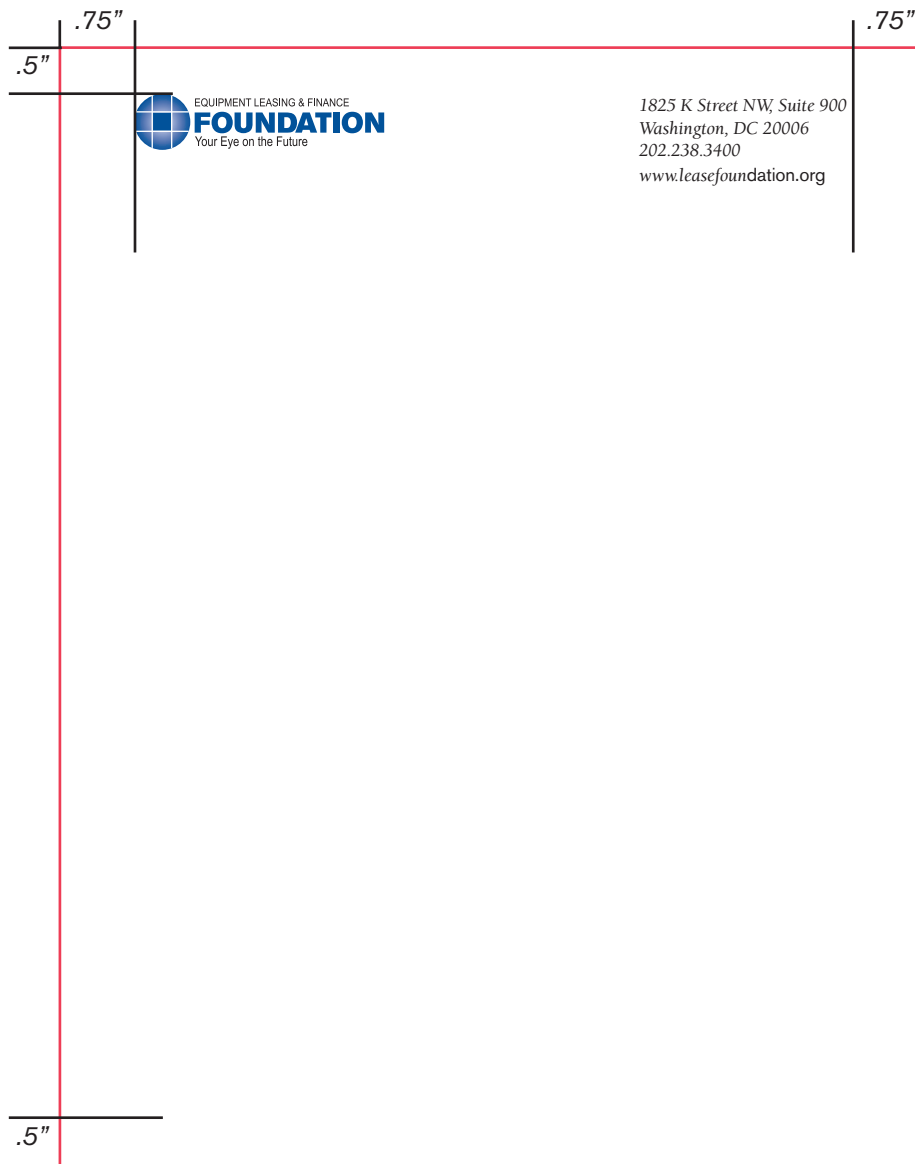 .75”
.75”
.5”
EQUIPMENT LEASING & FINANCE
FOUNDATION
Your Eye on the Future
1825 K Street NW, Suite 900
Washington, DC 20006
202.238.3400
www.leasefoundation.org
.5”